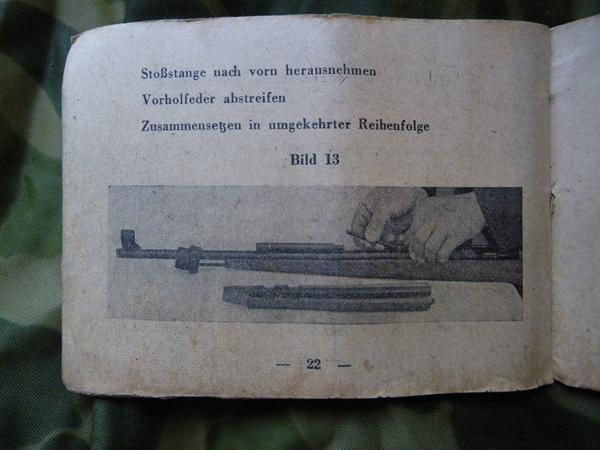 Stoßstange nach vorn herausnehmen
Vorholfeder abstreifen
Zusammensetzen in umgekehrter Reihenfolge
Bild 13
— 22 —